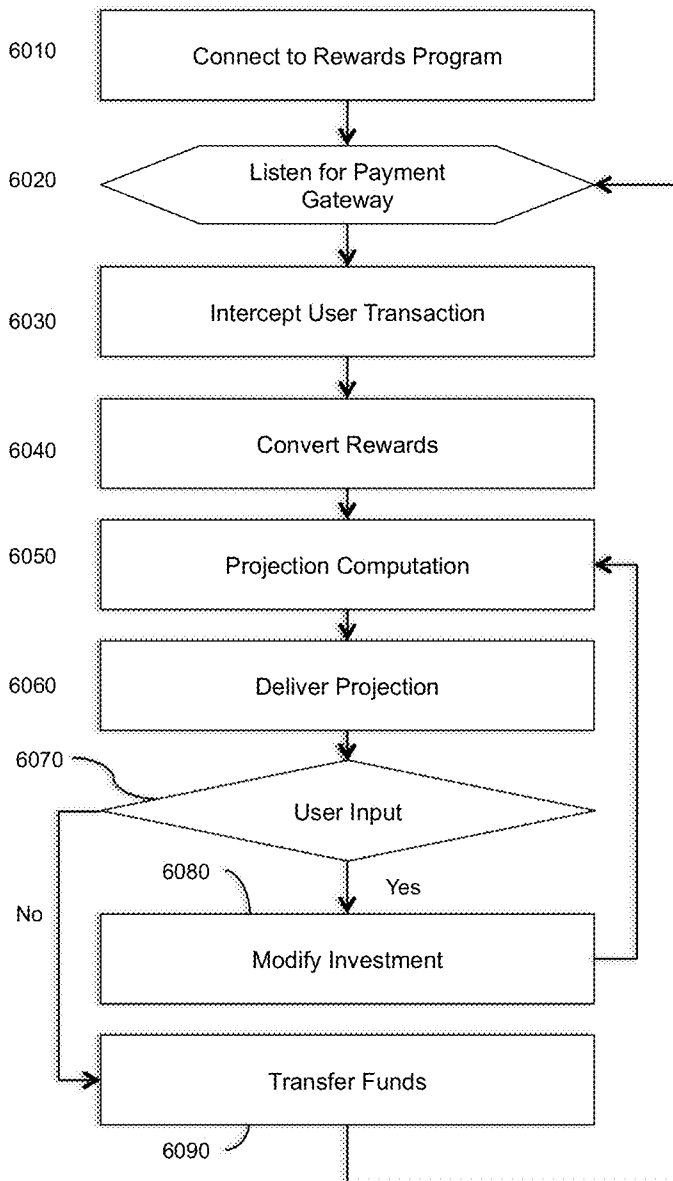 6010
Connect to Rewards Program
6020
Listen for Payment
Gateway
6030
Intercept User Transaction
6040
Convert Rewards
6050
Projection Computation
6060
Deliver Projection
6070
User Input
6080
Yes
No
Modify Investment
Transfer Funds
6090